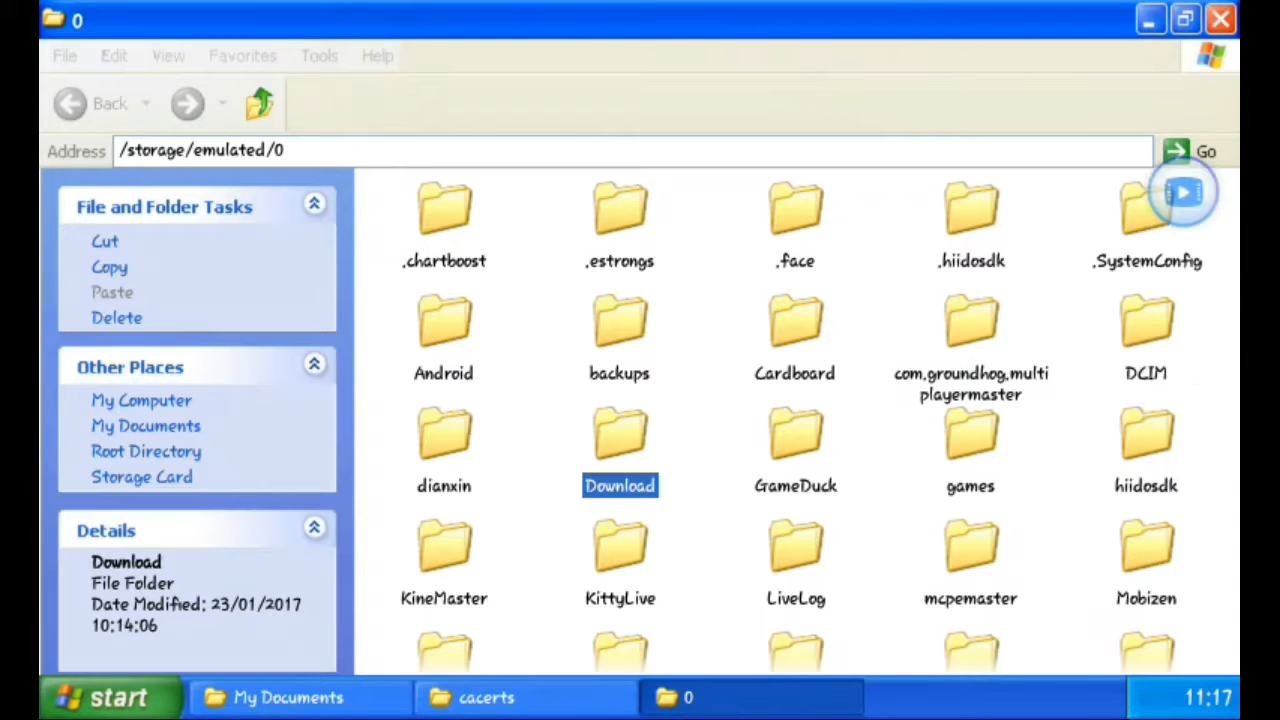 0
File Edit View Favorites Tools Help
Back
Address /storage/emulated/0 Go
File and Folder Tasks
Cut
Copy
Paste
Delete
Other Places
My Computer
My Documents
Root Directory
Storage Card
Details
Download
File Folder
Date Modified: 23/01/2017
10:14:06
.chartboost .estrongs .face .hiidosdk .SystemConfig
Android backups Cardboard com.groundhog.multi DCIM
playermaster
dianxin Download GameDuck games hiidosdk
KineMaster KittyLive LiveLog mcpemaster Mobizen
start My Documents cacerts 0 11:17